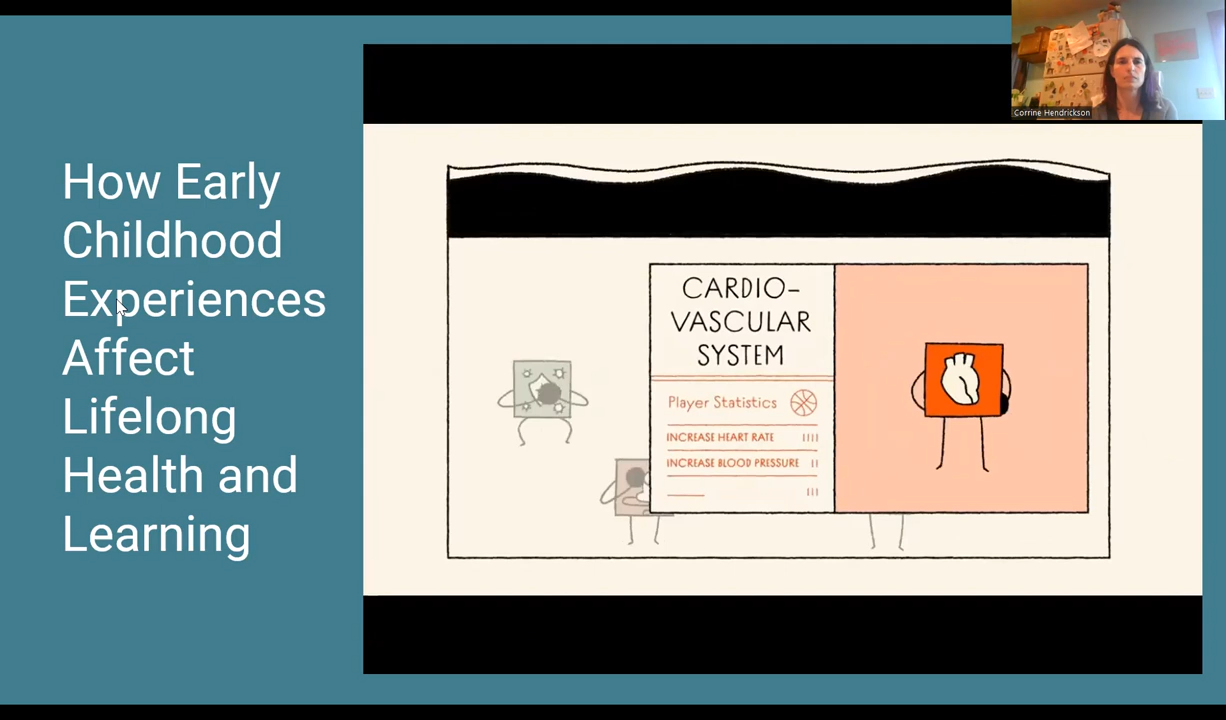 How Early
Childhood
Experiences
Affect
Lifelong
Health and
Learning
CARDIO-
VASCULAR
SYSTEM
Player Statistics
INCREASE HEART RATE
INCREASE BLOOD PRESSURE
Corrine Hendrickson